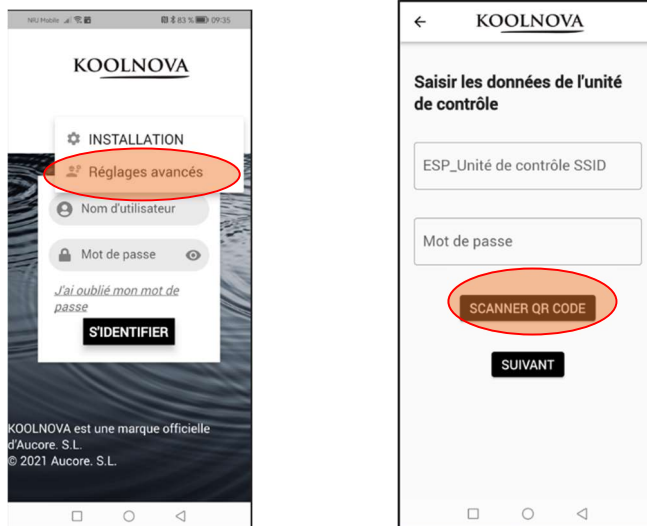 NIU Mobile 83 % 09:35
KOOLNOVA
INSTALLATION
Réglages avancés
Nom d'utilisateur
Mot de passe
J'ai oublié mon mot de
passe
S'IDENTIFIER
KOOLNOVA est une marque officielle
d'Aucore. S.L.
© 2021 Aucore. S.L.
KOOLNOVA
Saisir les données de l'unité
de contrôle
ESP_Unité de contrôle SSID
Mot de passe
SCANNER QR CODE
SUIVANT